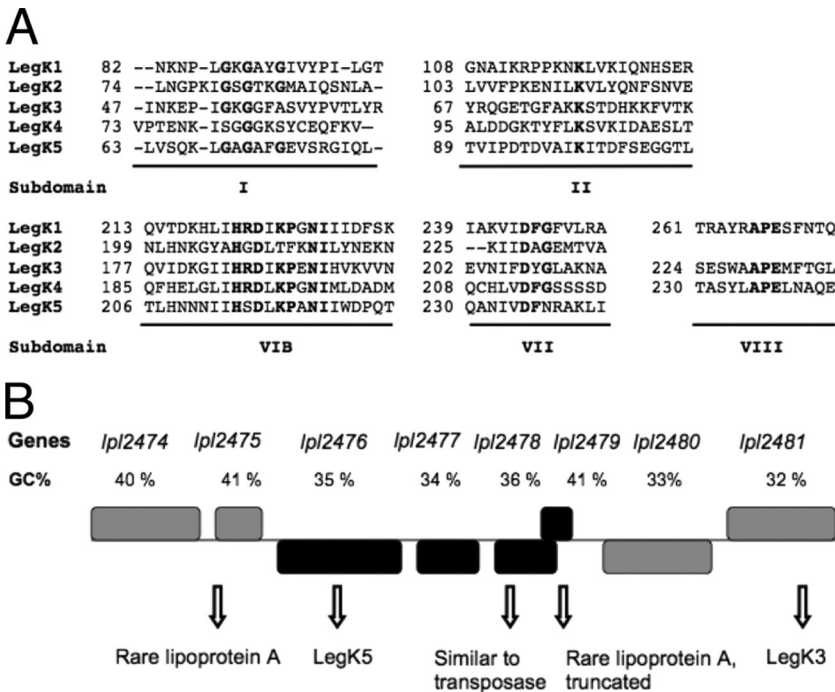 A
LegK1 82 --NKNP-LGKGAYGIVYPI-LGT 108 GNAIKRPPKNKLVKIQNHSER
LegK2 74 --LNGPKIGSGTKGMAIQSNLA- 103 LVVFPKENILKVLYQNFSNVE
LegK3 47 --INKEP-IGKGGFASVYPVTLYR 67 YRQGETGFAKLKSTDHKKFVTK
LegK4 73 VPTENK-ISGGGKSYCEQFKV- 95 ALDDGKTYFLKSVKIDAESLT
LegK5 63 -LVSQK-LGAGAFGEVSRGIQL- 89 TVIPDTDVAIKITDFSEGGTL
Subdomain I II
LegK1 213 QVTDKHLIHRDIKPGNIIIDFSK 239 IAKVIDFGFVLRA 261 TRAYRAPESFNTQ
LegK2 199 NLHNKGYAHGDLTFKNILYNEKN 225 --KIIDAGEMTVA
LegK3 177 VQIDKGIIHRDIKPENIHVKVVN 202 EVNIFDYGLAKNA 224 SESWAAPEMFTGL
LegK4 185 QFHELGLIHRDLKPGNIMLDADM 208 QCHLVDFGSSSSD 230 TASYLAPELNAQE
LegK5 206 TLHNNNIIHSDLKPANIIWDPQT 230 QANIVDFNRAKLI
Subdomain VIB VII VIII
B
Genes lpl2474 lpl2475 lpl2476 lpl2477 lpl2478 lpl2479 lpl2480 lpl2481
GC% 40 % 41 % 35 % 34 % 36 % 41 % 33% 32 %
Rare lipoprotein A LegK5 Similar to Rare lipoprotein A, LegK3
transposase truncated